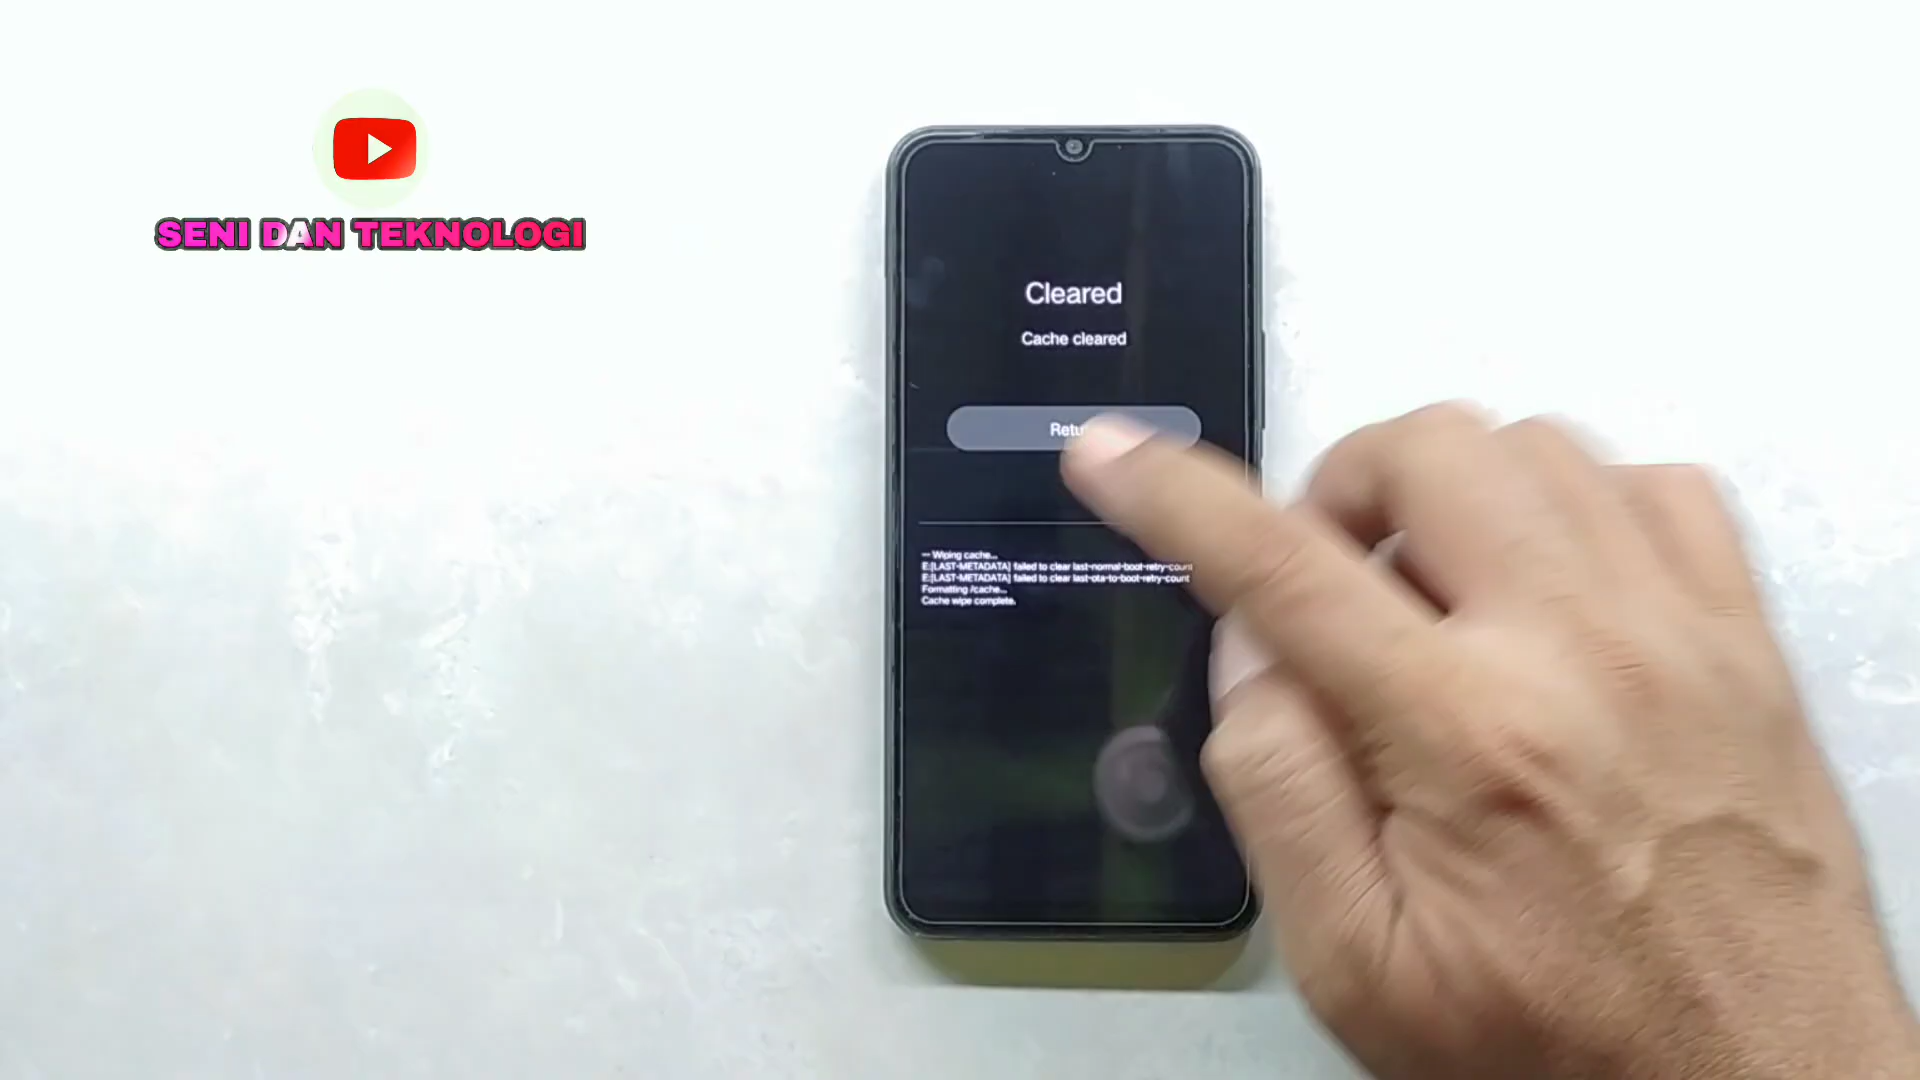 SENI DAN TEKNOLOGI
Cleared
Cache cleared
— Wiping cache...
E:[LAST-METADATA] failed to clear last-normal-boot-retry-count
E:[LAST-METADATA] failed to clear last-ota-to-boot-retry-count
Formatting /cache...
Cache wipe complete.